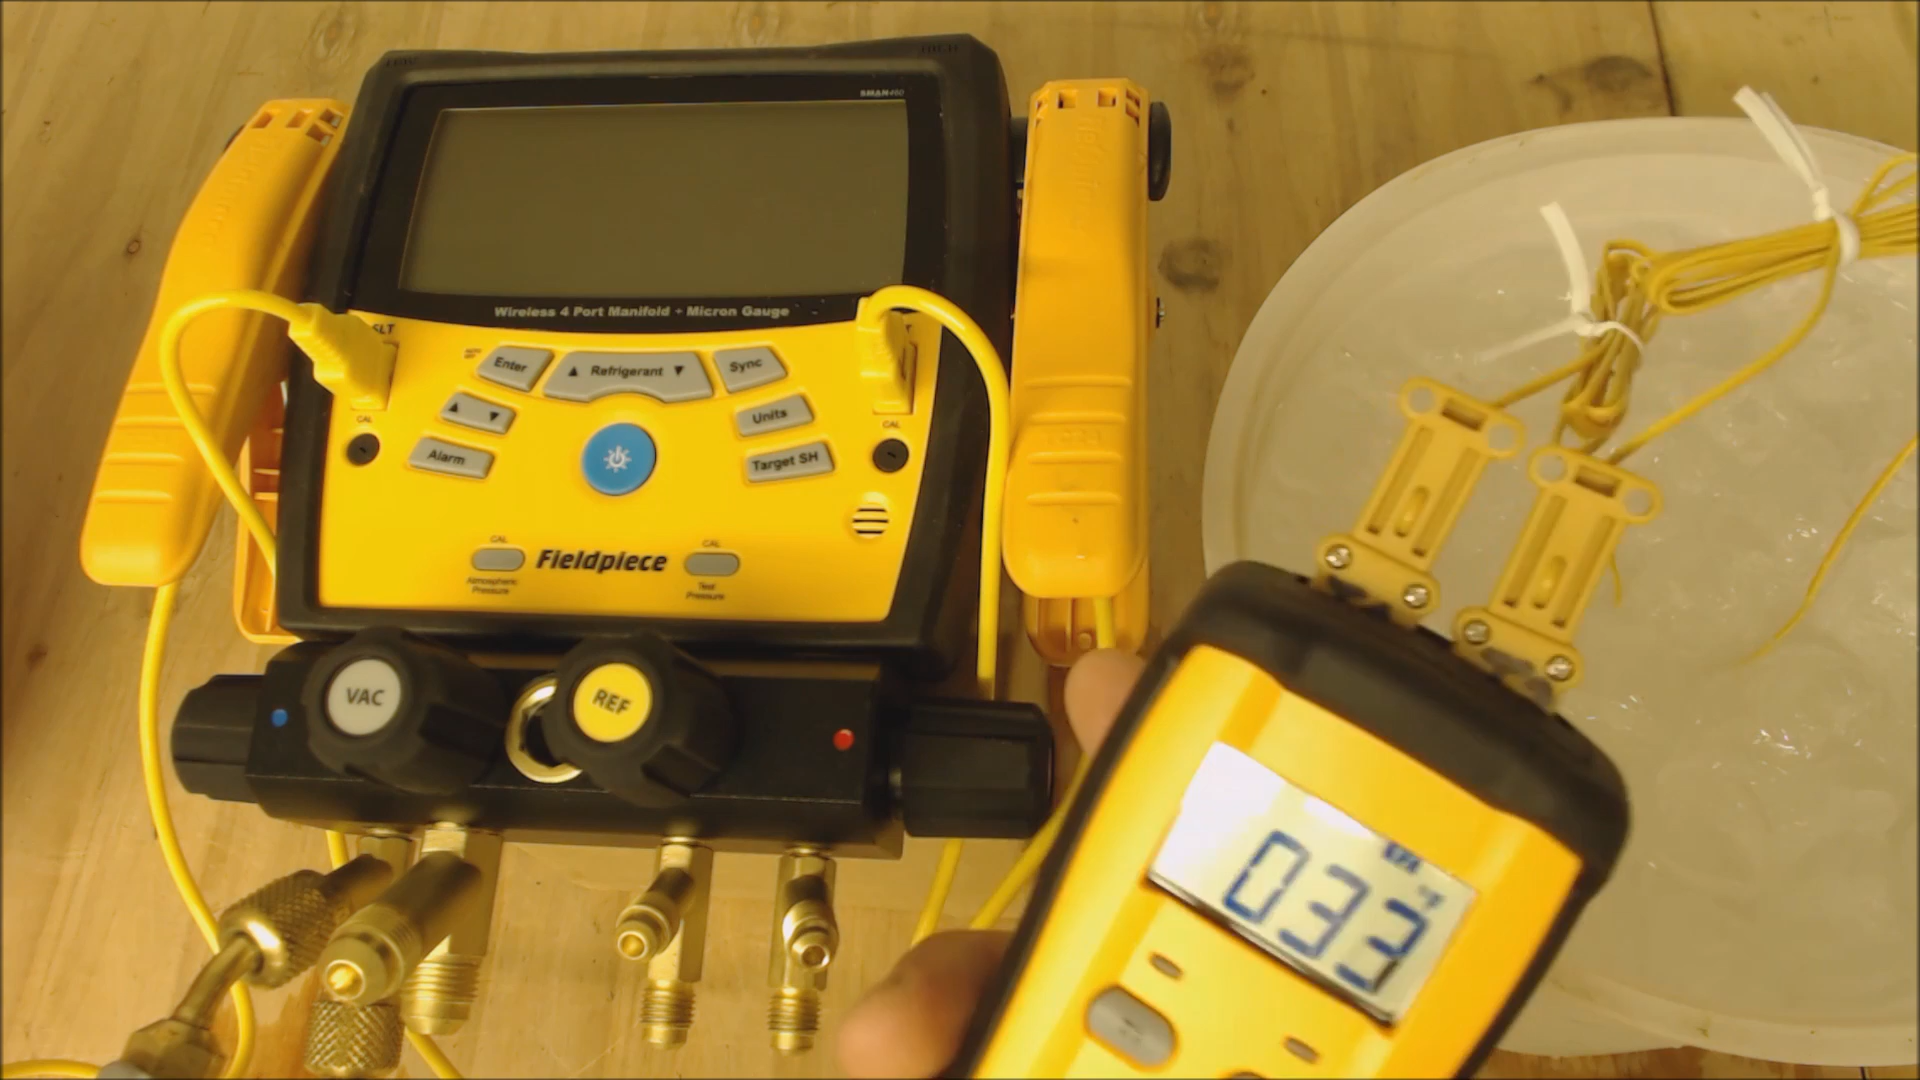 SMAN460
Wireless 4 Port Manifold + Micron Gauge
SLT
Enter
▲ Refrigerant ▼
Sync
▲ ▼
Units
CAL
CAL
Alarm
Target SH
CAL
Fieldpiece
CAL
Atmospheric
Pressure
Test
Pressure
VAC
REF
033
°F